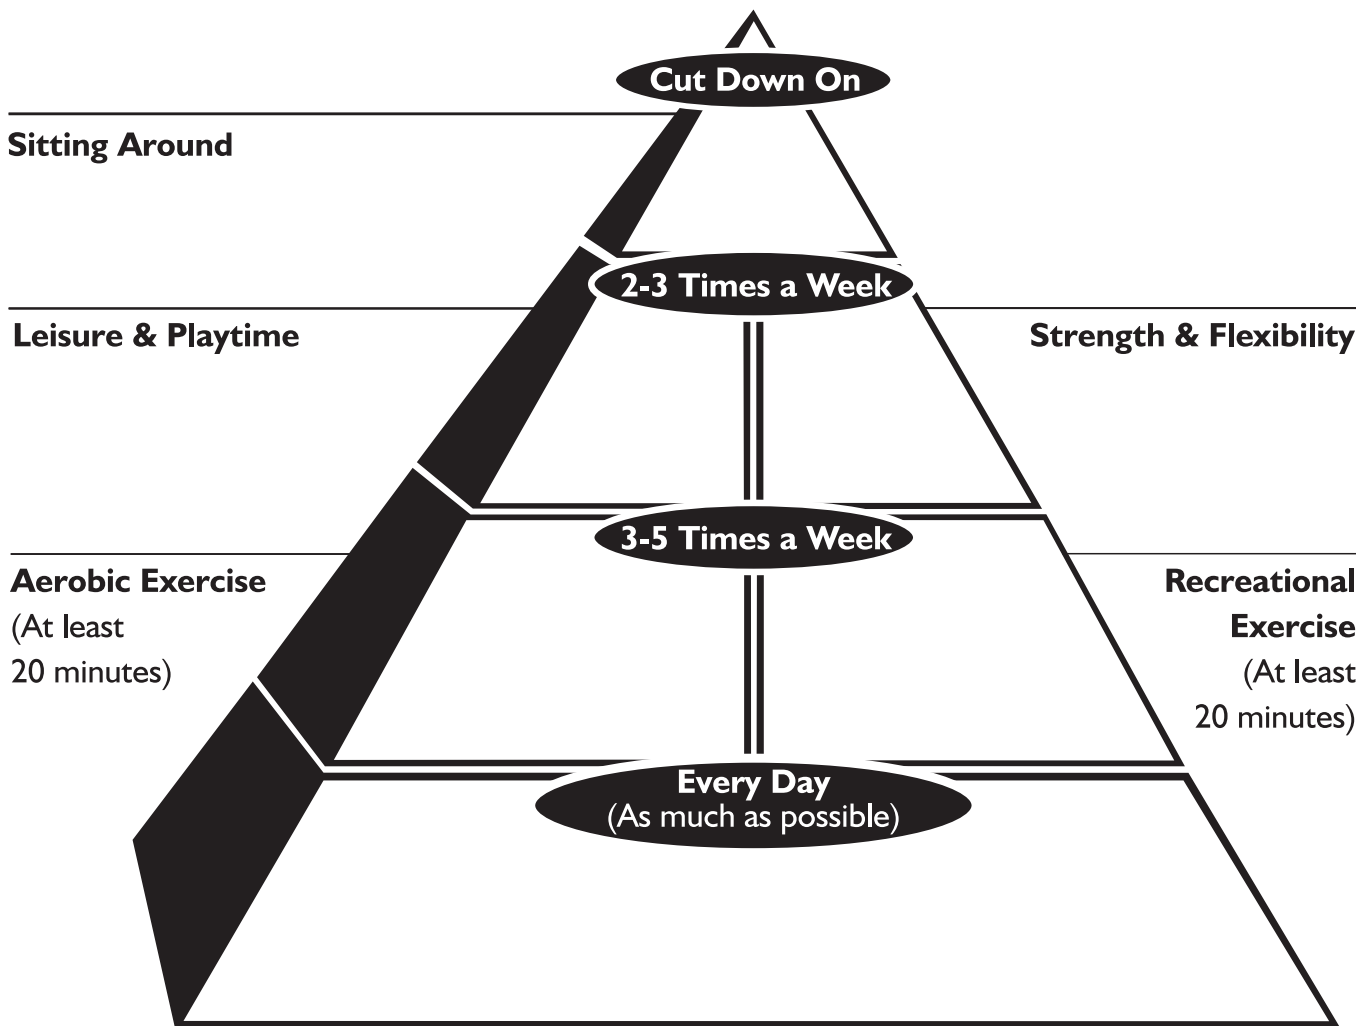 Cut Down On
Sitting Around
2-3 Times a Week
Leisure & Playtime
Strength & Flexibility
3-5 Times a Week
Aerobic Exercise
(At least
20 minutes)
Recreational
Exercise
(At least
20 minutes)
Every Day
(As much as possible)